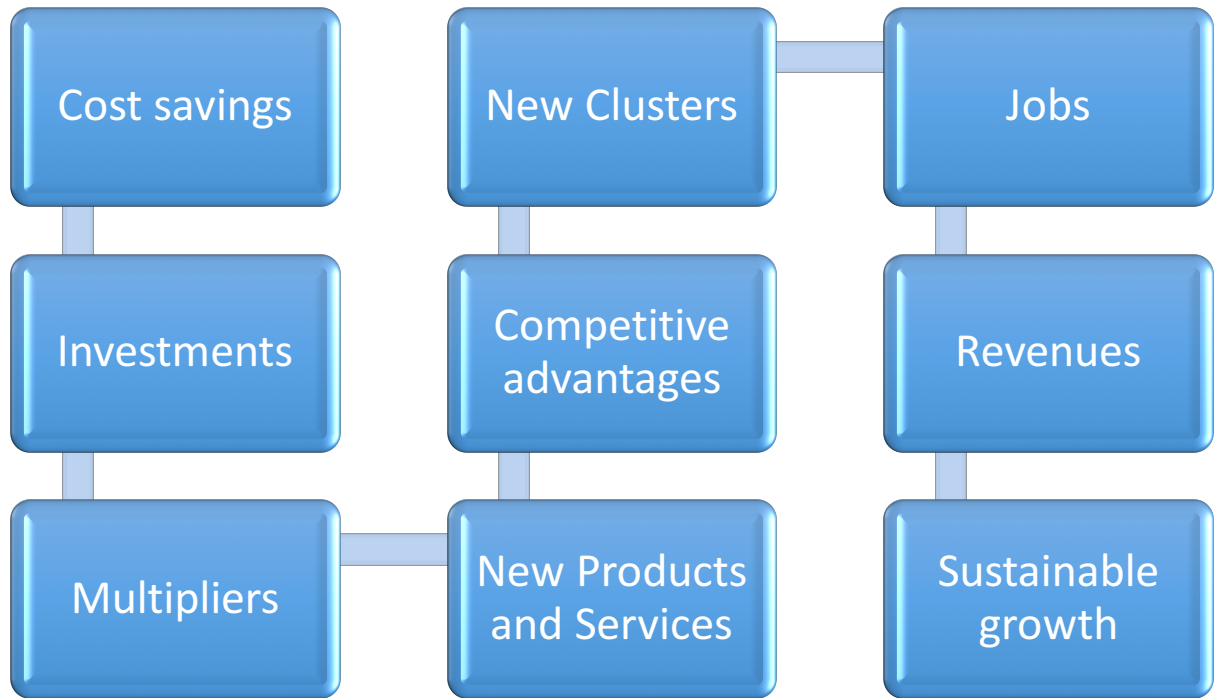 Cost savings
Investments
Multipliers
New Products
and Services
Competitive
advantages
New Clusters
Jobs
Revenues
Sustainable
growth